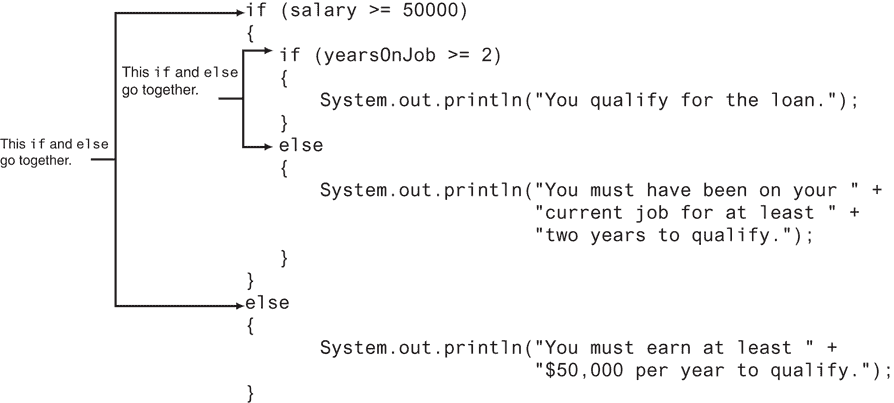 if (salary >= 50000)
{
if (yearsOnJob >= 2)
This if and else
go together.
{
System.out.println("You qualify for the loan.");
}
This if and else
go together.
else
{
System.out.println("You must have been on your " +
"current job for at least " +
"two years to qualify.");
}
}
else
{
System.out.println("You must earn at least " +
"$50,000 per year to qualify.");
}